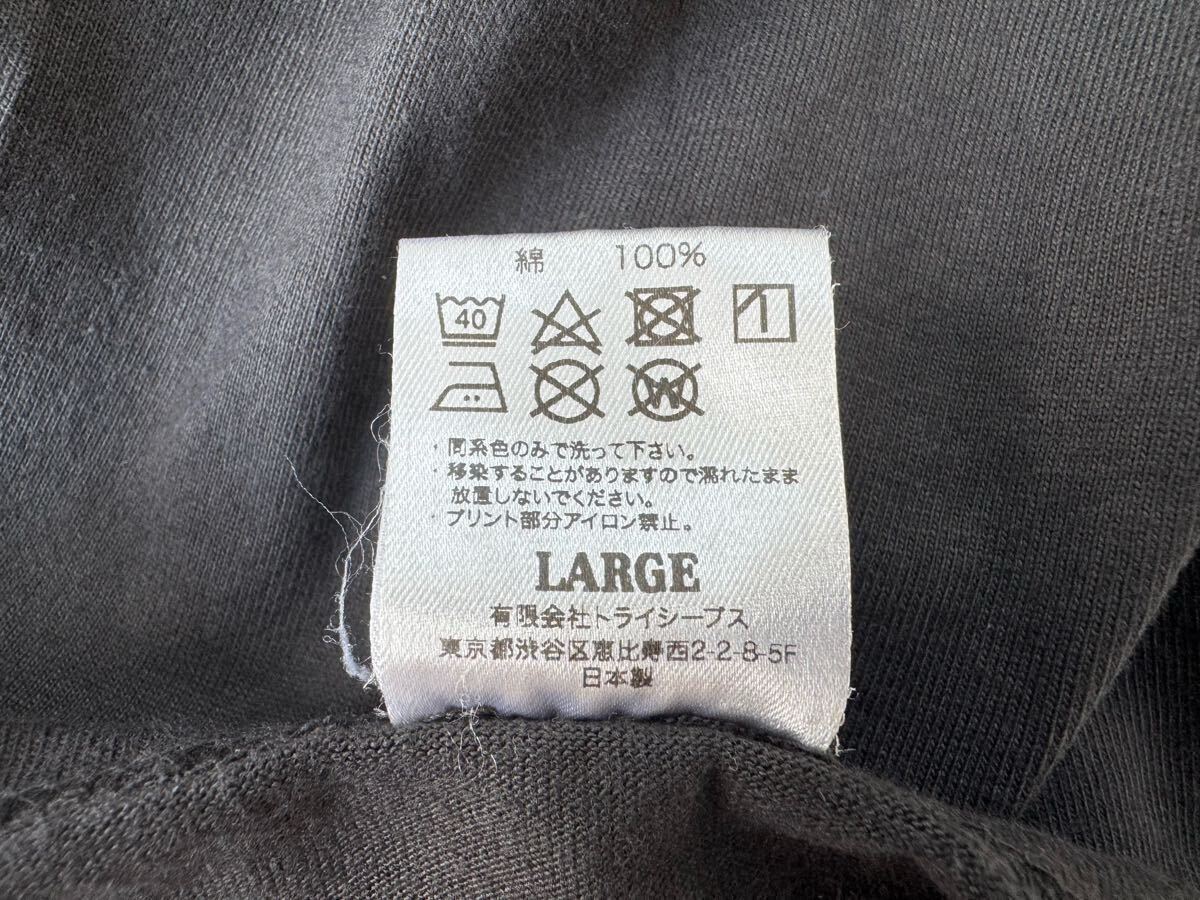 綿 100%
40
・同系色のみで洗って下さい。
・移染することがありますので濡れたまま
放置しないでください。
・プリント部分アイロン禁止。
LARGE
有限会社トライシープス
東京都渋谷区恵比寿西2-2-8-5F
日本製
W